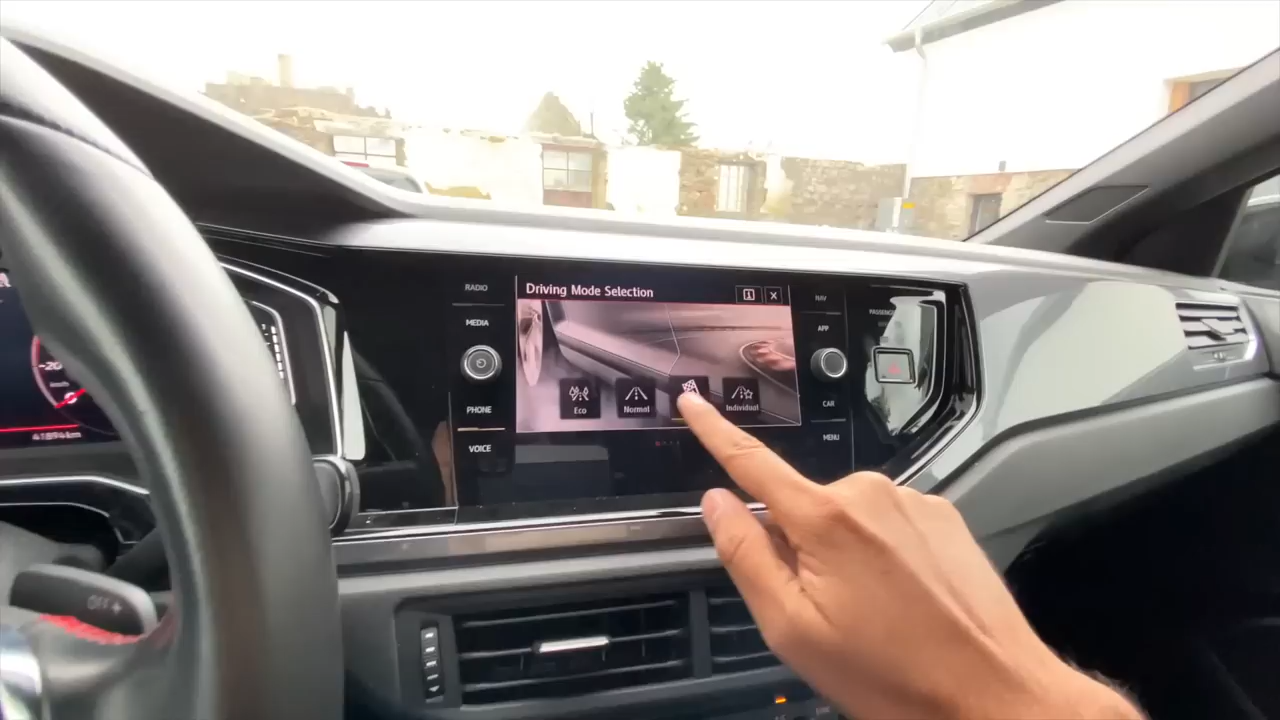 RADIO
MEDIA
PHONE
VOICE
Driving Mode Selection
Eco
Normal
Individual
NAV
APP
CAR
MENU
OFF+